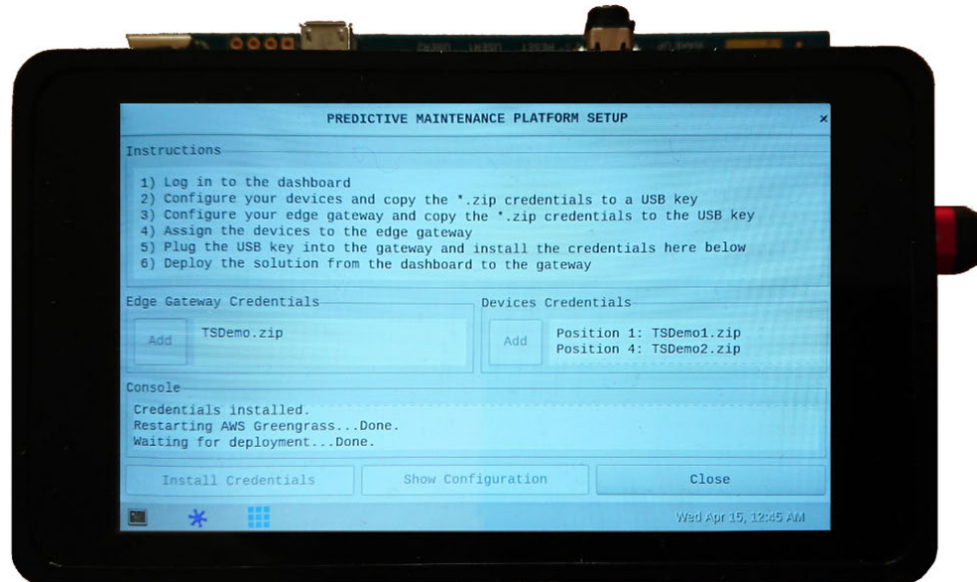 USER2 USER1 RESET WAKE UP
PREDICTIVE MAINTENANCE PLATFORM SETUP ×
Instructions
1) Log in to the dashboard
2) Configure your devices and copy the *.zip credentials to a USB key
3) Configure your edge gateway and copy the *.zip credentials to the USB key
4) Assign the devices to the edge gateway
5) Plug the USB key into the gateway and install the credentials here below
6) Deploy the solution from the dashboard to the gateway
Edge Gateway Credentials
Add
TSDemo.zip
Devices Credentials
Add
Position 1: TSDemo1.zip
Position 4: TSDemo2.zip
Console
Credentials installed.
Restarting AWS Greengrass...Done.
Waiting for deployment...Done.
Install Credentials
Show Configuration
Close
Wed Apr 15, 12:45 AM